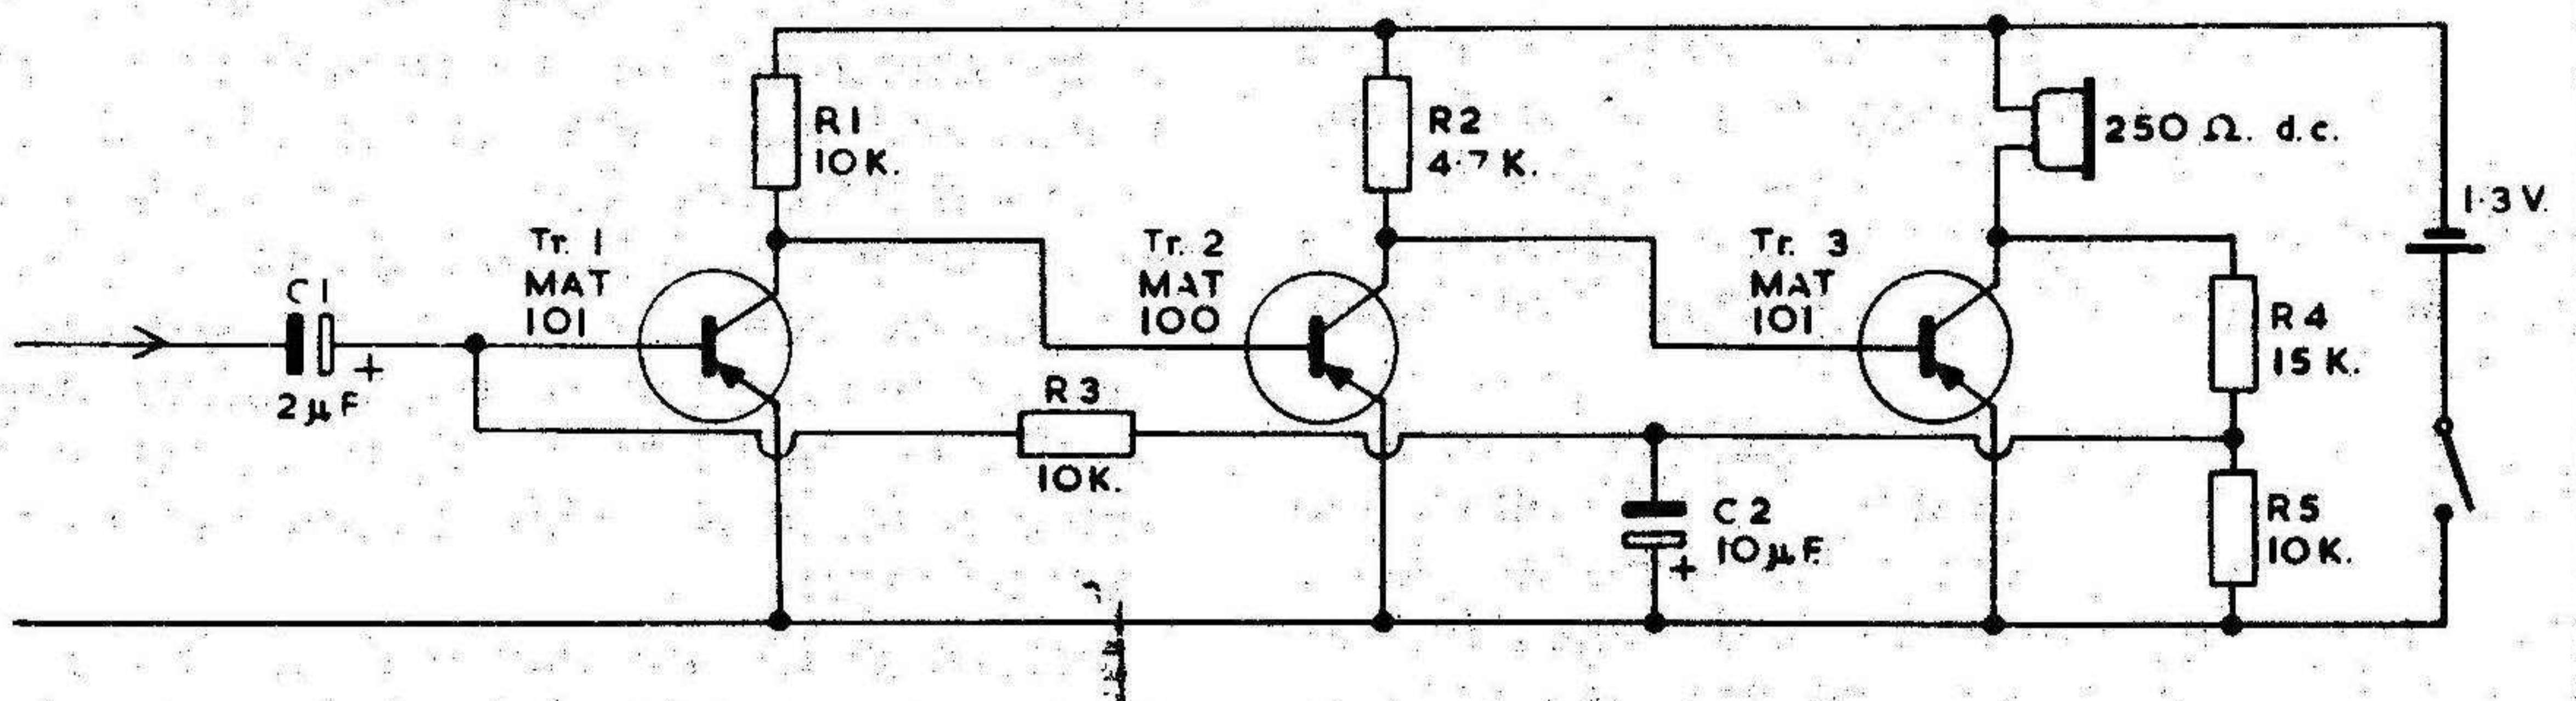 R1
10K.
R2
4.7 K.
250 Ω. d.c.
1.3 V.
Tr. 1
MAT
101
C1
+
2μF
Tr. 2
MAT
100
Tr. 3
MAT
101
R4
15 K.
R3
10K.
C2
10μF.
+
R5
10K.